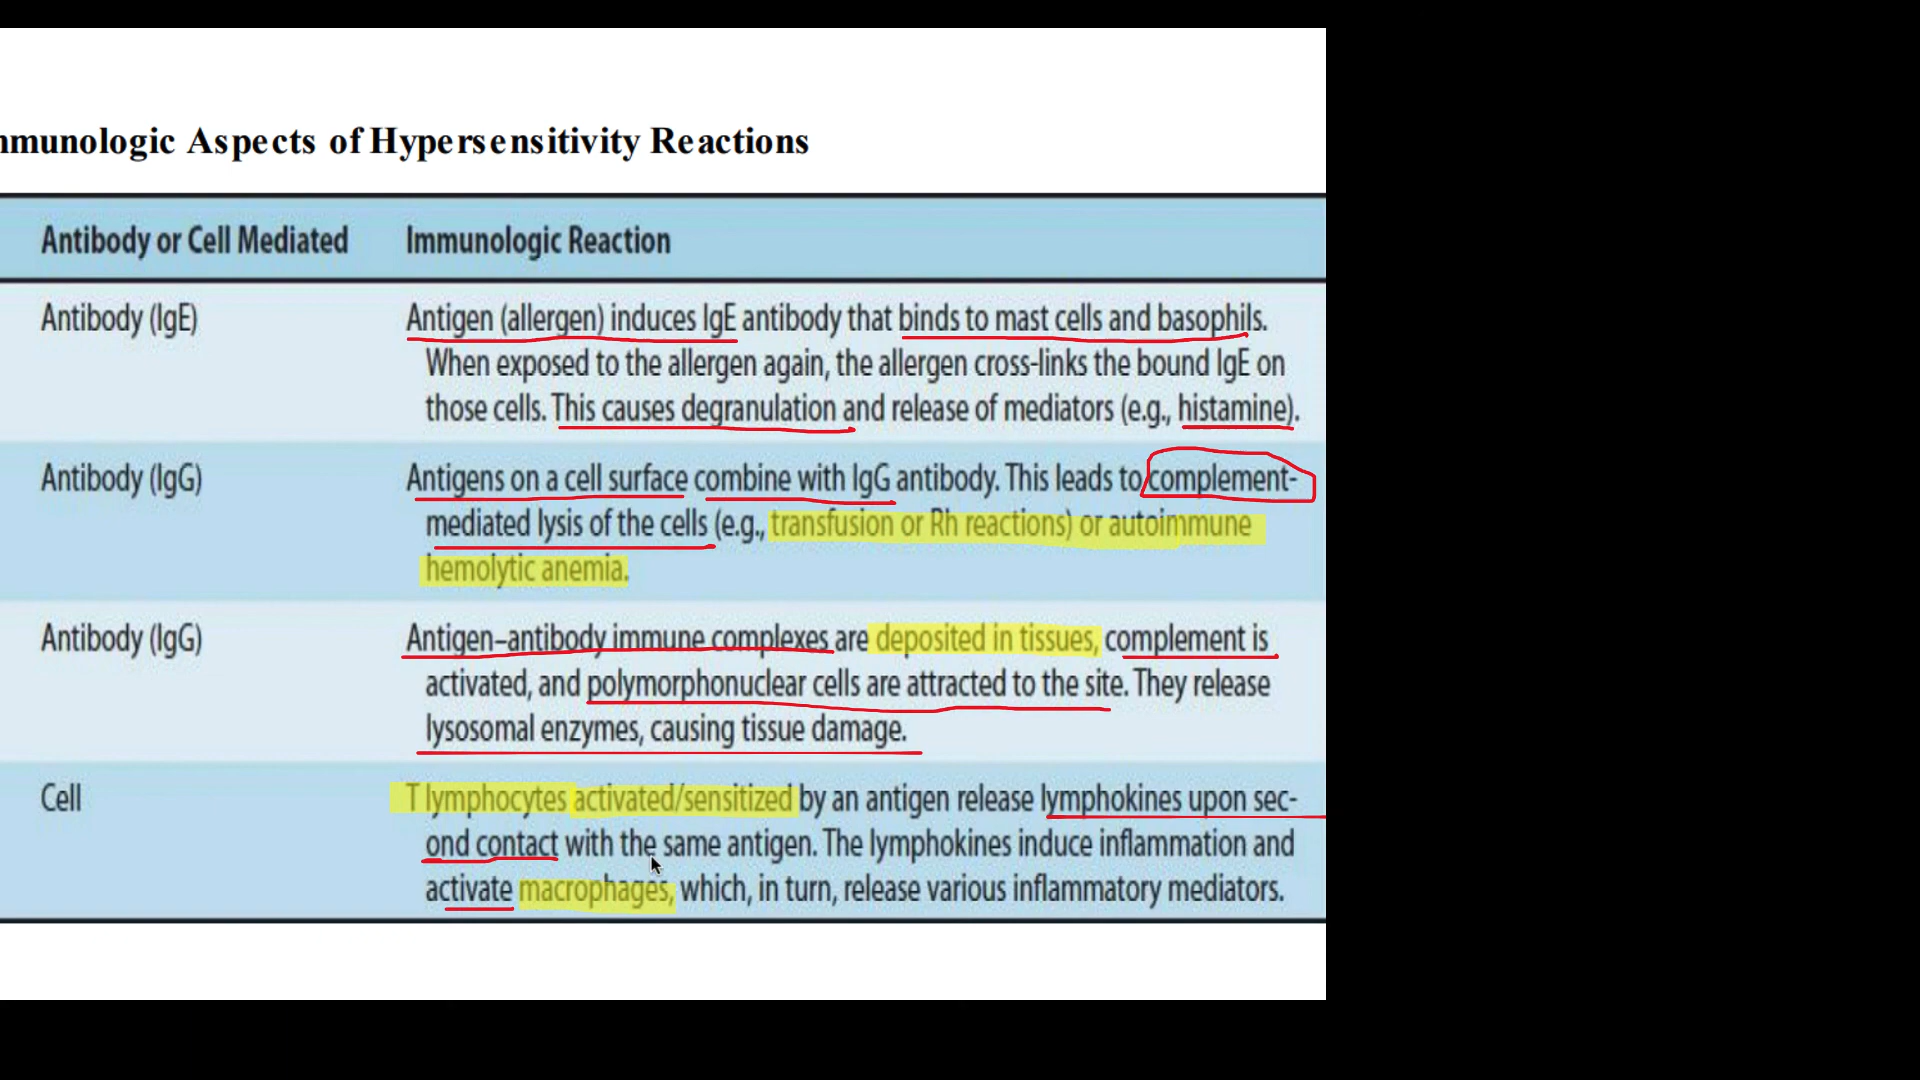 mmunologic Aspects of Hypersensitivity Reactions
Antibody or Cell Mediated Immunologic Reaction
Antibody (IgE) Antigen (allergen) induces IgE antibody that binds to mast cells and basophils.
When exposed to the allergen again, the allergen cross-links the bound IgE on
those cells. This causes degranulation and release of mediators (e.g., histamine).
Antibody (IgG) Antigens on a cell surface combine with IgG antibody. This leads to complement-
mediated lysis of the cells (e.g., transfusion or Rh reactions) or autoimmune
hemolytic anemia.
Antibody (IgG) Antigen–antibody immune complexes are deposited in tissues, complement is
activated, and polymorphonuclear cells are attracted to the site. They release
lysosomal enzymes, causing tissue damage.
Cell T lymphocytes activated/sensitized by an antigen release lymphokines upon sec-
ond contact with the same antigen. The lymphokines induce inflammation and
activate macrophages, which, in turn, release various inflammatory mediators.